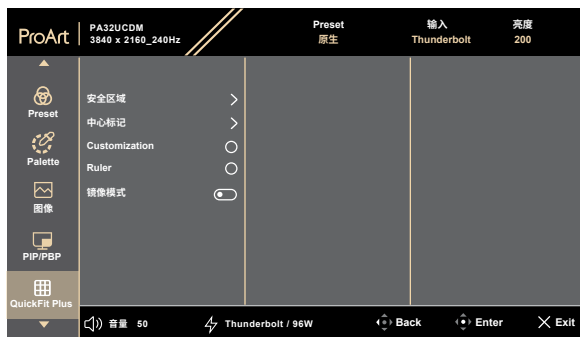 ProArt
PA32UCDM
3840 x 2160_240Hz
Preset
原生
输入
Thunderbolt
亮度
200
Preset
Palette
图像
PIP/PBP
QuickFit Plus
安全区域
中心标记
Customization
Ruler
镜像模式
音量 50
Thunderbolt / 96W
Back
Enter
Exit